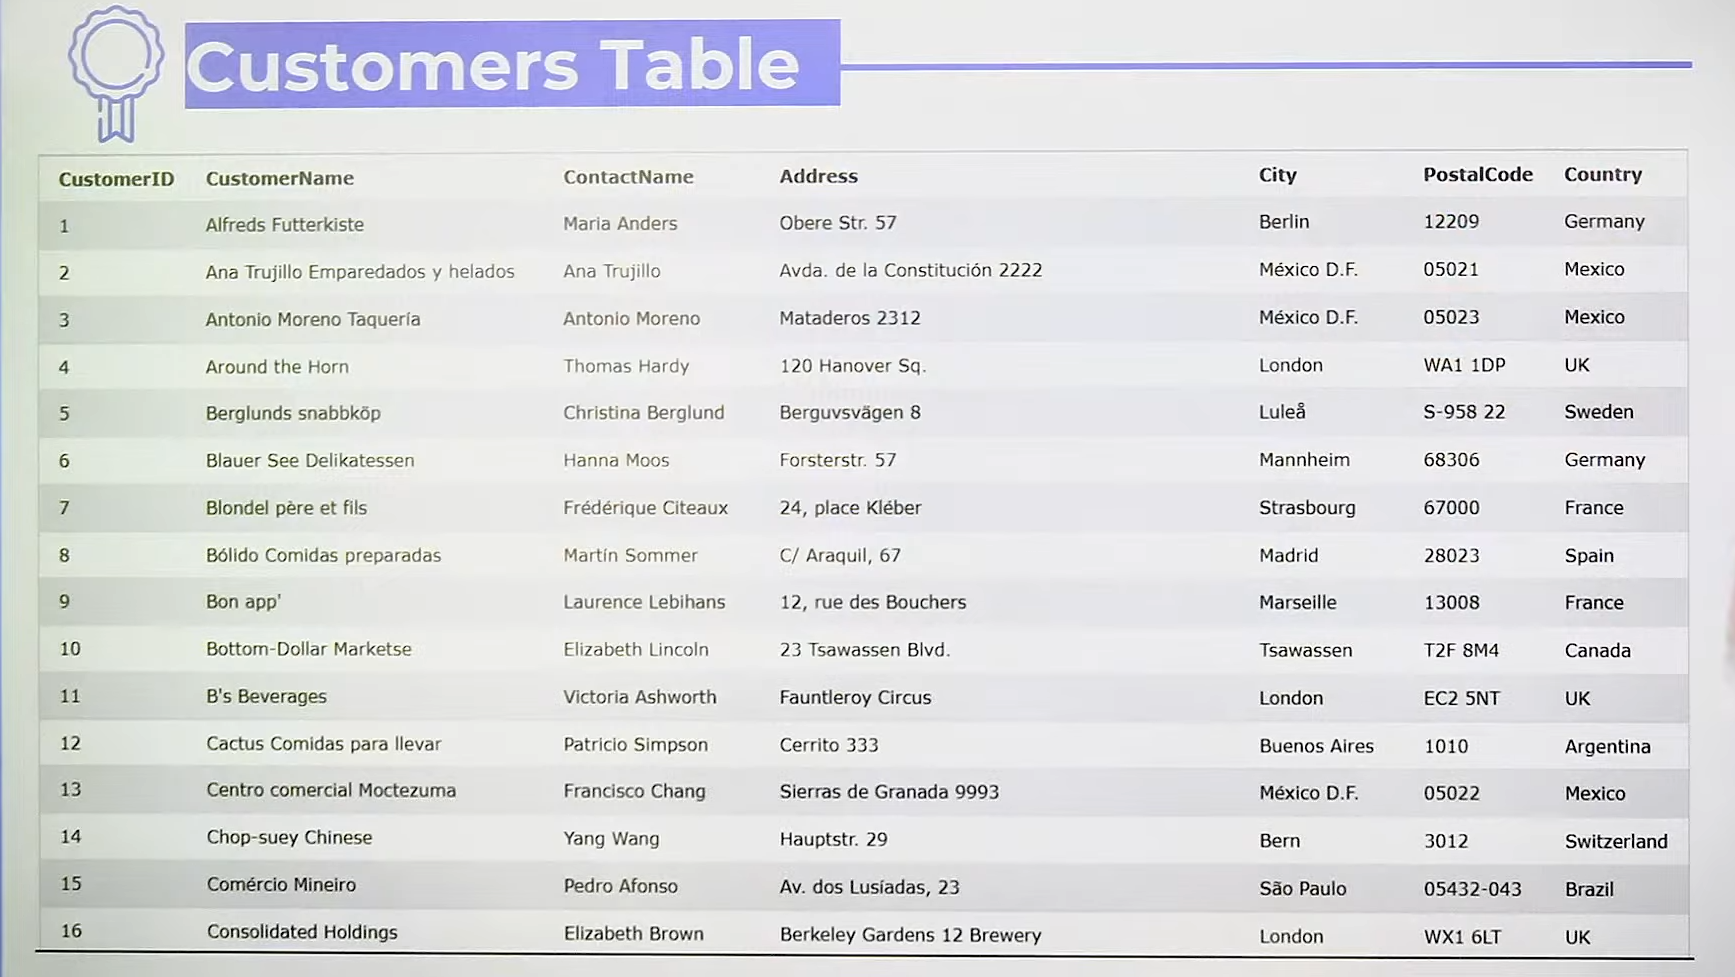 Customers Table
CustomerID CustomerName ContactName Address City PostalCode Country
1 Alfreds Futterkiste Maria Anders Obere Str. 57 Berlin 12209 Germany
2 Ana Trujillo Emparedados y helados Ana Trujillo Avda. de la Constitución 2222 México D.F. 05021 Mexico
3 Antonio Moreno Taquería Antonio Moreno Mataderos 2312 México D.F. 05023 Mexico
4 Around the Horn Thomas Hardy 120 Hanover Sq. London WA1 1DP UK
5 Berglunds snabbköp Christina Berglund Berguvsvägen 8 Luleå S-958 22 Sweden
6 Blauer See Delikatessen Hanna Moos Forsterstr. 57 Mannheim 68306 Germany
7 Blondel père et fils Frédérique Citeaux 24, place Kléber Strasbourg 67000 France
8 Bólido Comidas preparadas Martín Sommer C/ Araquil, 67 Madrid 28023 Spain
9 Bon app' Laurence Lebihans 12, rue des Bouchers Marseille 13008 France
10 Bottom-Dollar Marketse Elizabeth Lincoln 23 Tsawassen Blvd. Tsawassen T2F 8M4 Canada
11 B's Beverages Victoria Ashworth Fauntleroy Circus London EC2 5NT UK
12 Cactus Comidas para llevar Patricio Simpson Cerrito 333 Buenos Aires 1010 Argentina
13 Centro comercial Moctezuma Francisco Chang Sierras de Granada 9993 México D.F. 05022 Mexico
14 Chop-suey Chinese Yang Wang Hauptstr. 29 Bern 3012 Switzerland
15 Comércio Mineiro Pedro Afonso Av. dos Lusíadas, 23 São Paulo 05432-043 Brazil
16 Consolidated Holdings Elizabeth Brown Berkeley Gardens 12 Brewery London WX1 6LT UK